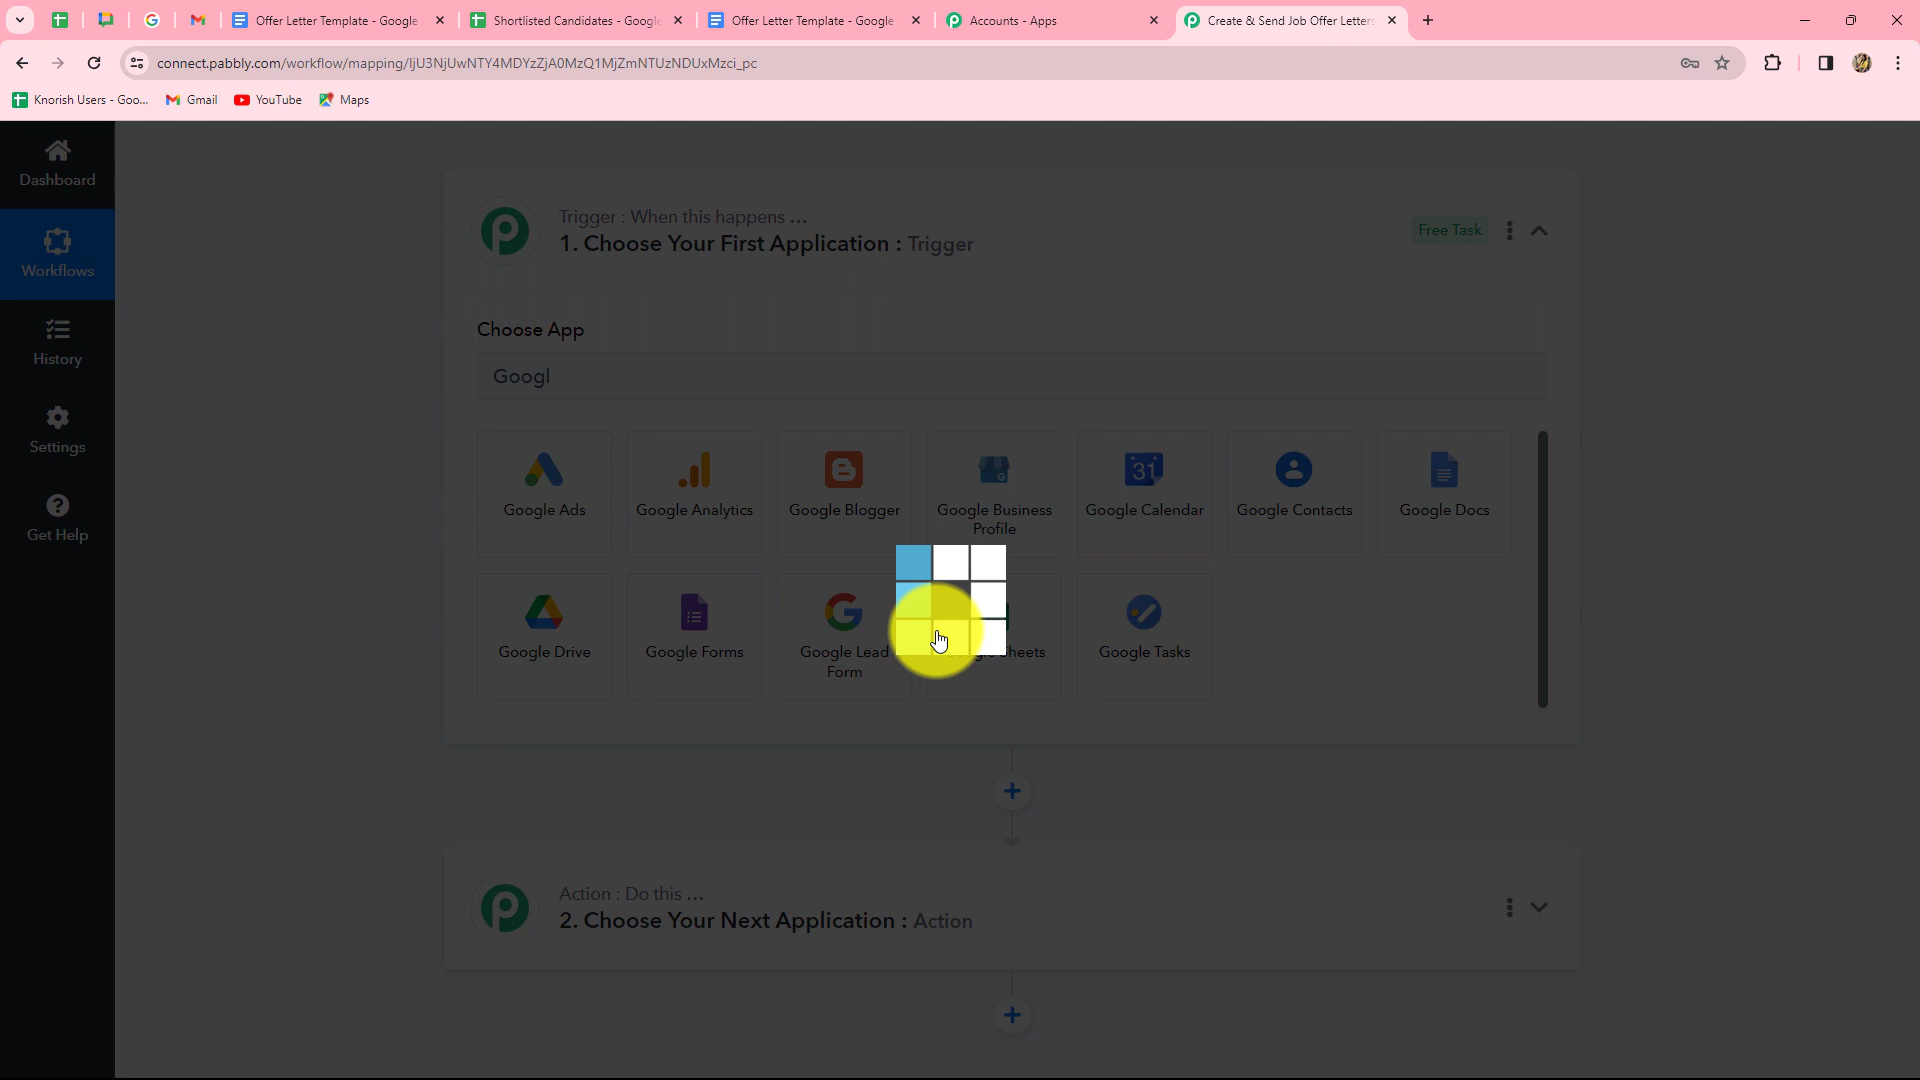 Offer Letter Template - Google
Shortlisted Candidates - Google
Offer Letter Template - Google
Accounts - Apps
Create & Send Job Offer Letters
connect.pabbly.com/workflow/mapping/IjU3NjUwNTY4MDYzZjA0MzQ1MjZmNTUzNDUxMzci_pc
Knorish Users - Goo...
Gmail
YouTube
Maps
Dashboard
Workflows
History
Settings
Get Help
Trigger : When this happens ...
1. Choose Your First Application : Trigger
Free Task
Choose App
Googl
Google Ads
Google Analytics
Google Blogger
Google Business
Profile
Google Calendar
31
Google Contacts
Google Docs
Google Drive
Google Forms
Google Lead
Form
Sheets
Google Tasks
Action : Do this ...
2. Choose Your Next Application : Action